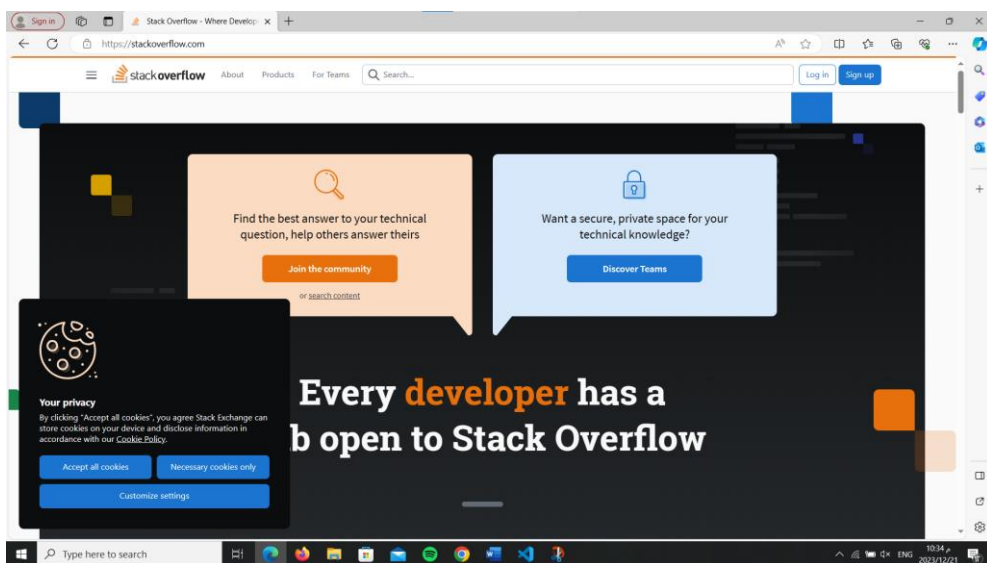 Sign in
Stack Overflow - Where Develop
https://stackoverflow.com
stackoverflow About Products For Teams Search... Log in Sign up
Find the best answer to your technical
question, help others answer theirs
Join the community
or search content
Want a secure, private space for your
technical knowledge?
Discover Teams
Every developer has a
b open to Stack Overflow
Your privacy
By clicking "Accept all cookies", you agree Stack Exchange can
store cookies on your device and disclose information in
accordance with our Cookie Policy.
Accept all cookies Necessary cookies only
Customize settings
Type here to search
ENG
10:34 م
2023/12/21